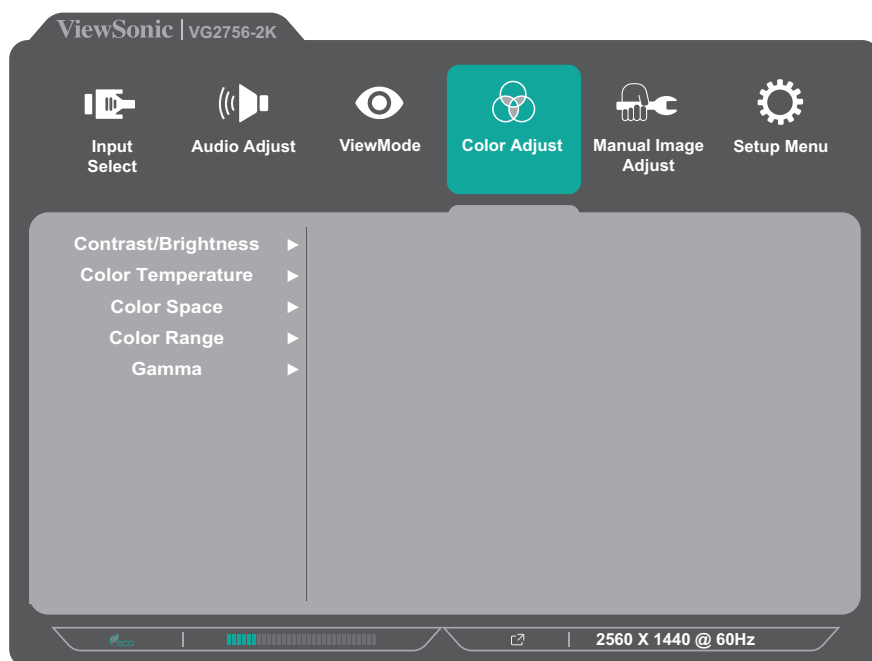 ViewSonic | VG2756-2K
Input Select
Audio Adjust
ViewMode
Color Adjust
Manual Image Adjust
Setup Menu
Contrast/Brightness
Color Temperature
Color Space
Color Range
Gamma
eco
2560 X 1440 @ 60Hz